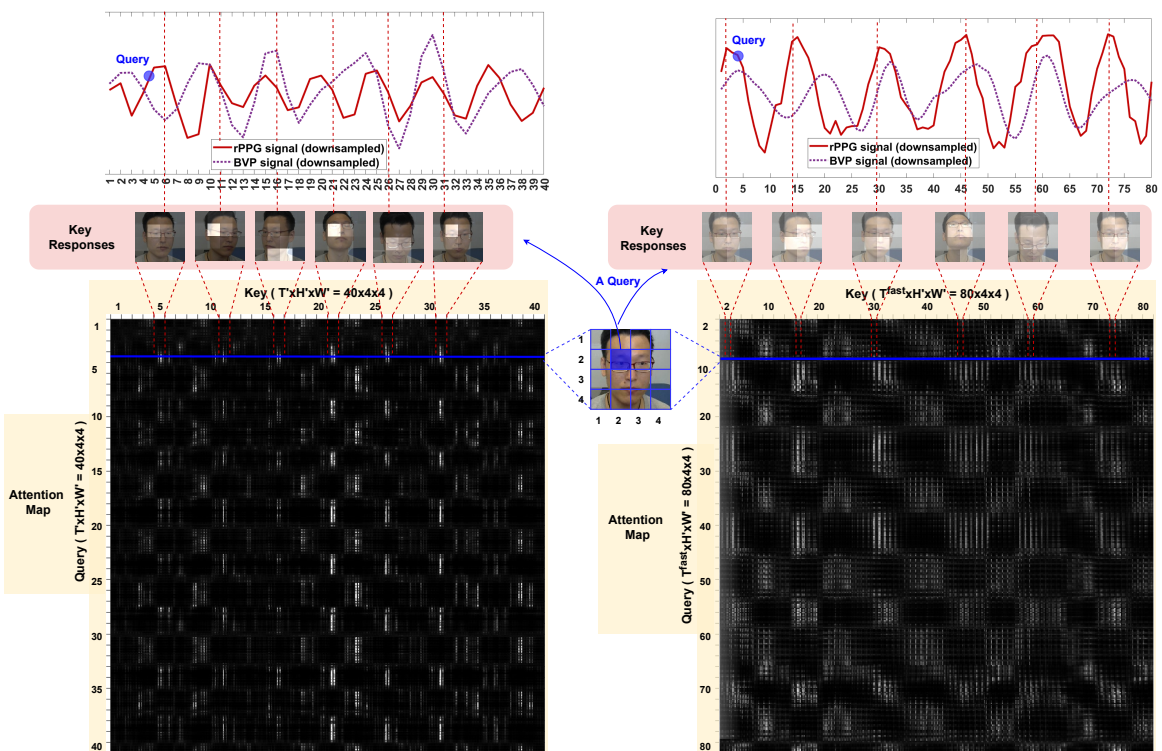 Query
rPPG signal (downsampled)
BVP signal (downsampled)
1 2 3 4 5 6 7 8 9 10 11 12 13 14 15 16 17 18 19 20 21 22 23 24 25 26 27 28 29 30 31 32 33 34 35 36 37 38 39 40
Key
Responses
Key ( T'xH'xW' = 40x4x4 )
1 5 10 15 20 25 30 35 40
1
5
10
15
20
25
30
35
40
Attention
Map
Query ( T'xH'xW' = 40x4x4 )
A Query
1
2
3
4
1 2 3 4
Query
rPPG signal (downsampled)
BVP signal (downsampled)
0 5 10 15 20 25 30 35 40 45 50 55 60 65 70 75 80
Key
Responses
Key ( TfastxH'xW' = 80x4x4 )
2 10 20 30 40 50 60 70 80
2
10
20
30
40
50
60
70
80
Attention
Map
Query ( TfastxH'xW' = 80x4x4 )